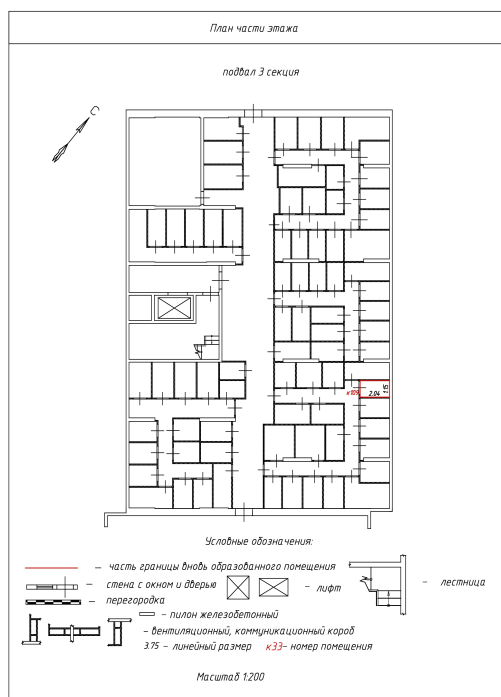 План части этажа
подвал 3 секция
С
к109
2.04
1.15
Условные обозначения:
– часть границы вновь образованного помещения
– стена с окном и дверью
– лифт
– лестница
– перегородка
– пилон железобетонный
– вентиляционный, коммуникационный короб
3.75 – линейный размер к33– номер помещения
Масштаб 1:200